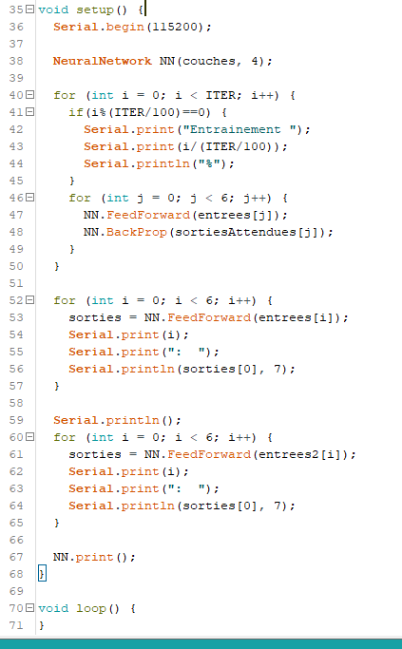 35 void setup() {
36 Serial.begin(115200);
37
38 NeuralNetwork NN(couches, 4);
39
40 for (int i = 0; i < ITER; i++) {
41 if(i%(ITER/100)==0) {
42 Serial.print("Entrainement ");
43 Serial.print(i/(ITER/100));
44 Serial.println("%");
45 }
46 for (int j = 0; j < 6; j++) {
47 NN.FeedForward(entrees[j]);
48 NN.BackProp(sortiesAttendues[j]);
49 }
50 }
51
52 for (int i = 0; i < 6; i++) {
53 sorties = NN.FeedForward(entrees[i]);
54 Serial.print(i);
55 Serial.print(":  ");
56 Serial.println(sorties[0], 7);
57 }
58
59 Serial.println();
60 for (int i = 0; i < 6; i++) {
61 sorties = NN.FeedForward(entrees2[i]);
62 Serial.print(i);
63 Serial.print(":  ");
64 Serial.println(sorties[0], 7);
65 }
66
67 NN.print();
68 }
69
70 void loop() {
71 }